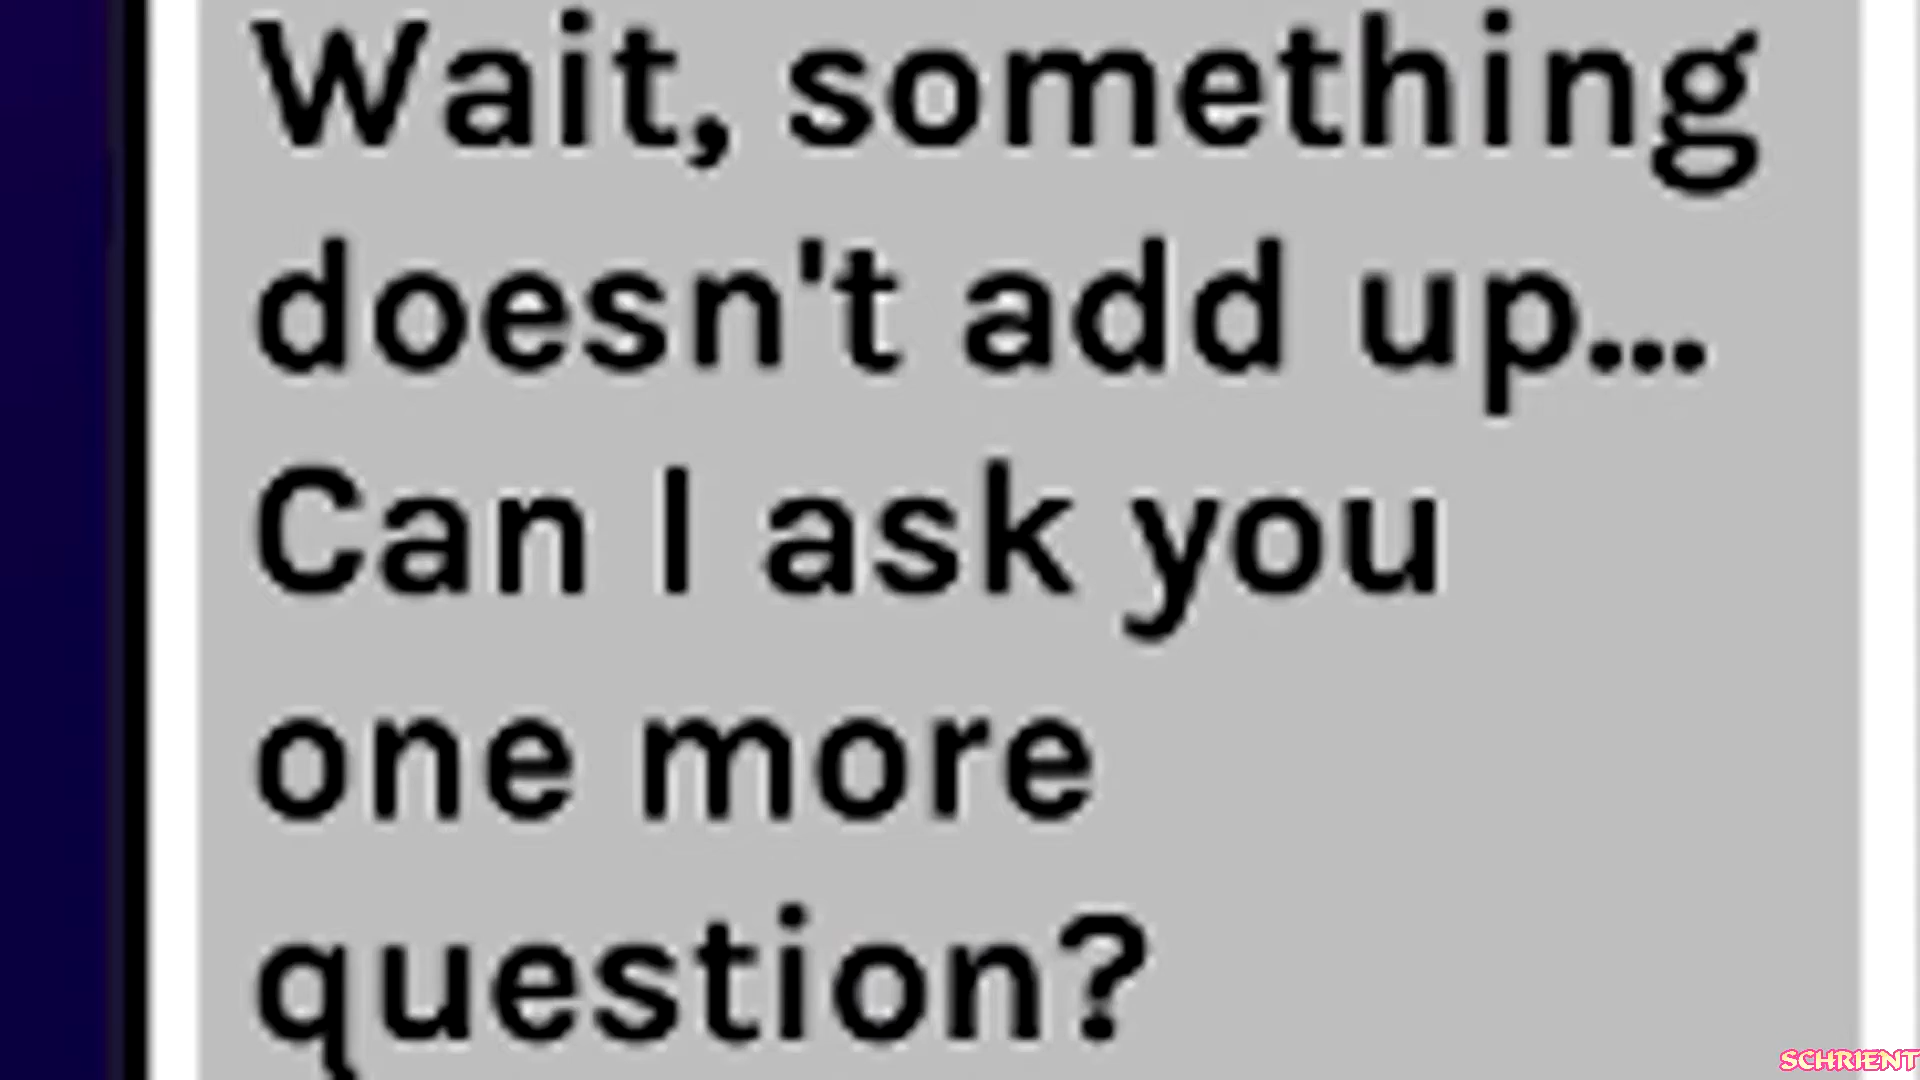 Wait, something
doesn't add up...
Can I ask you
one more
question?
SCHRIENT